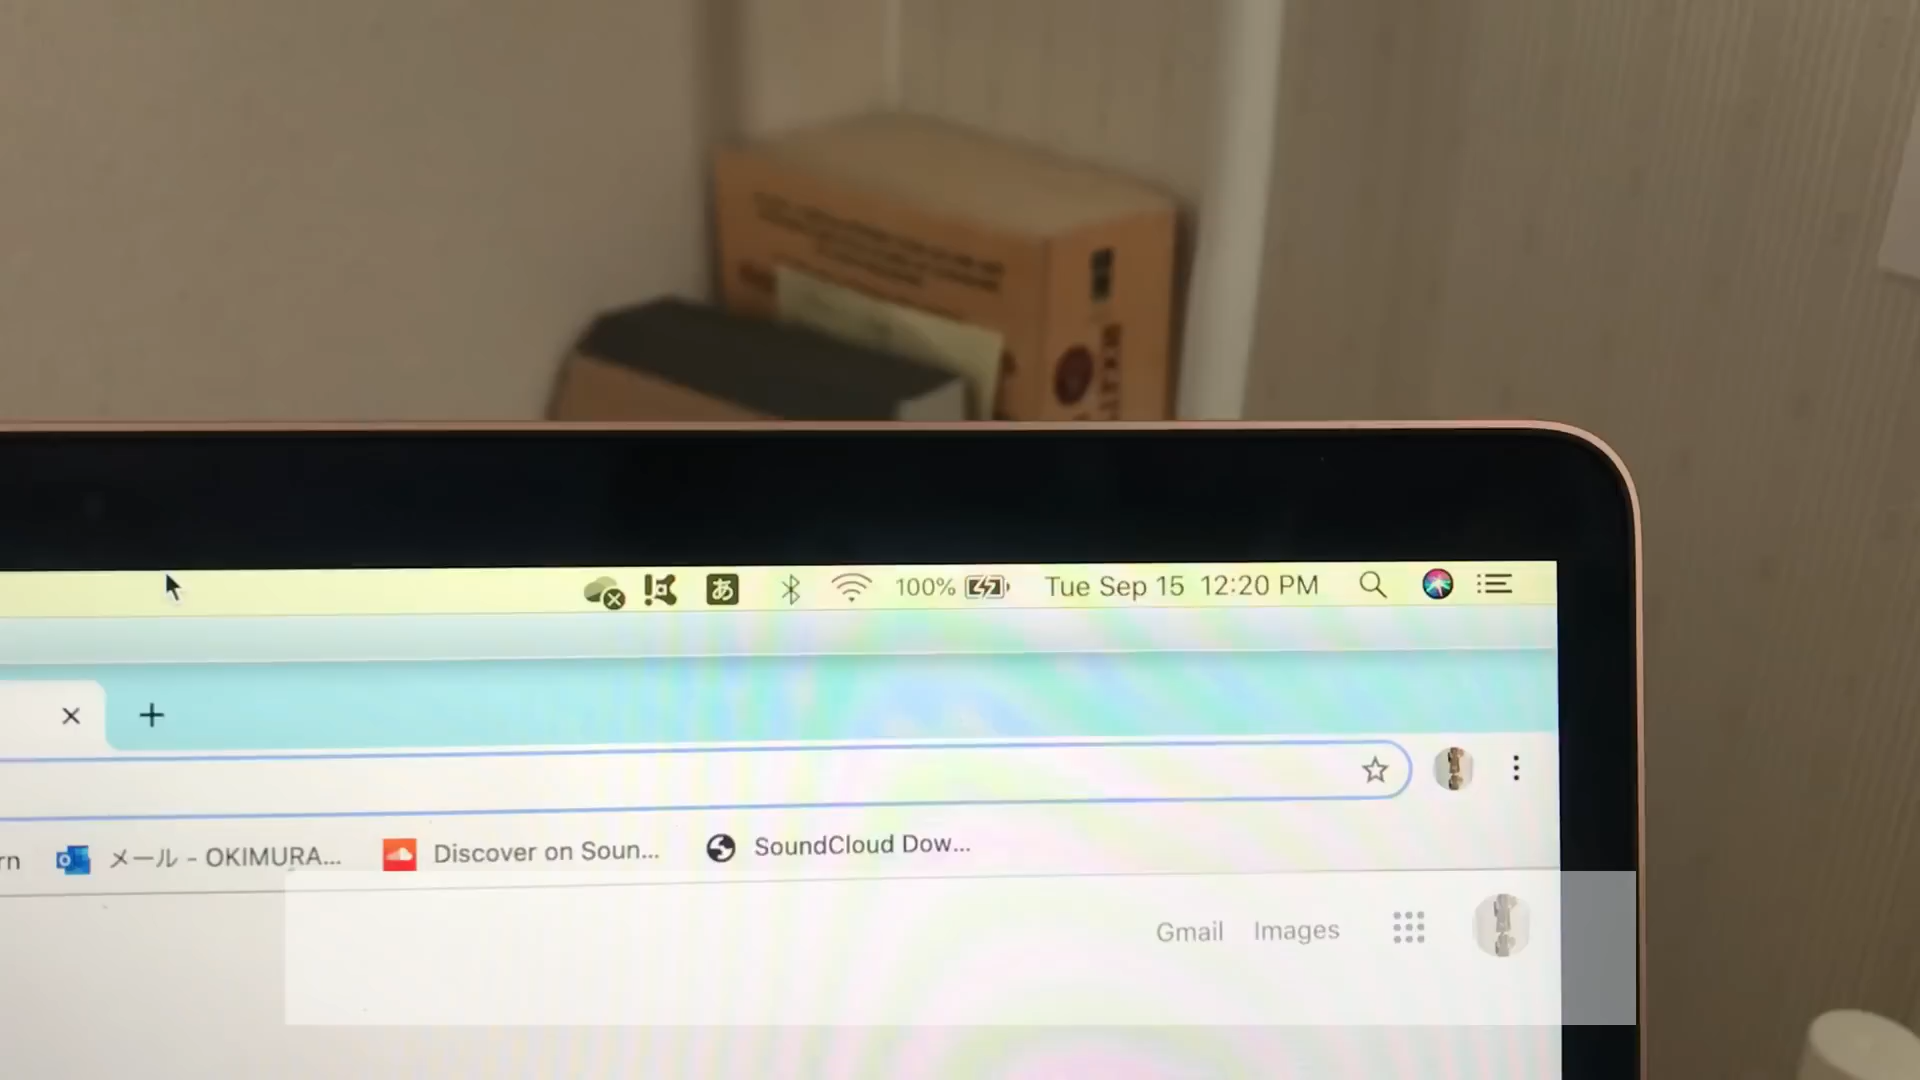 あ 100% Tue Sep 15 12:20 PM
rn メール - OKIMURA... Discover on Soun... SoundCloud Dow...
Gmail Images